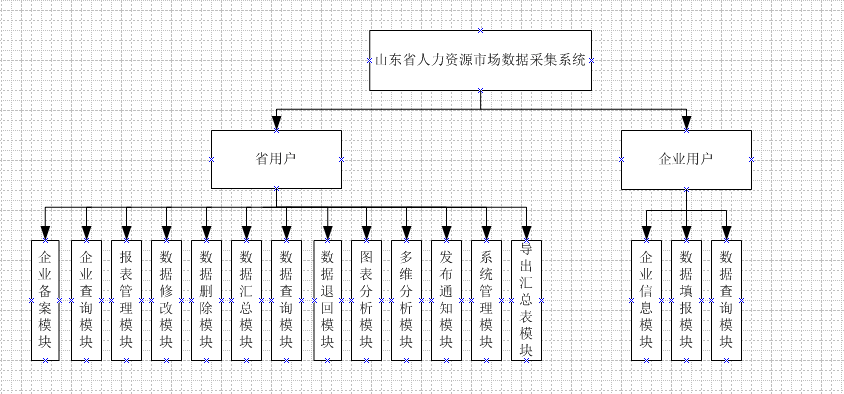 山东省人力资源市场数据采集系统
省用户
企业用户
企业备案模块
企业查询模块
报表管理模块
数据修改模块
数据删除模块
数据汇总模块
数据查询模块
数据退回模块
图表分析模块
多维分析模块
发布通知模块
系统管理模块
导出汇总表模块
企业信息模块
数据填报模块
数据查询模块